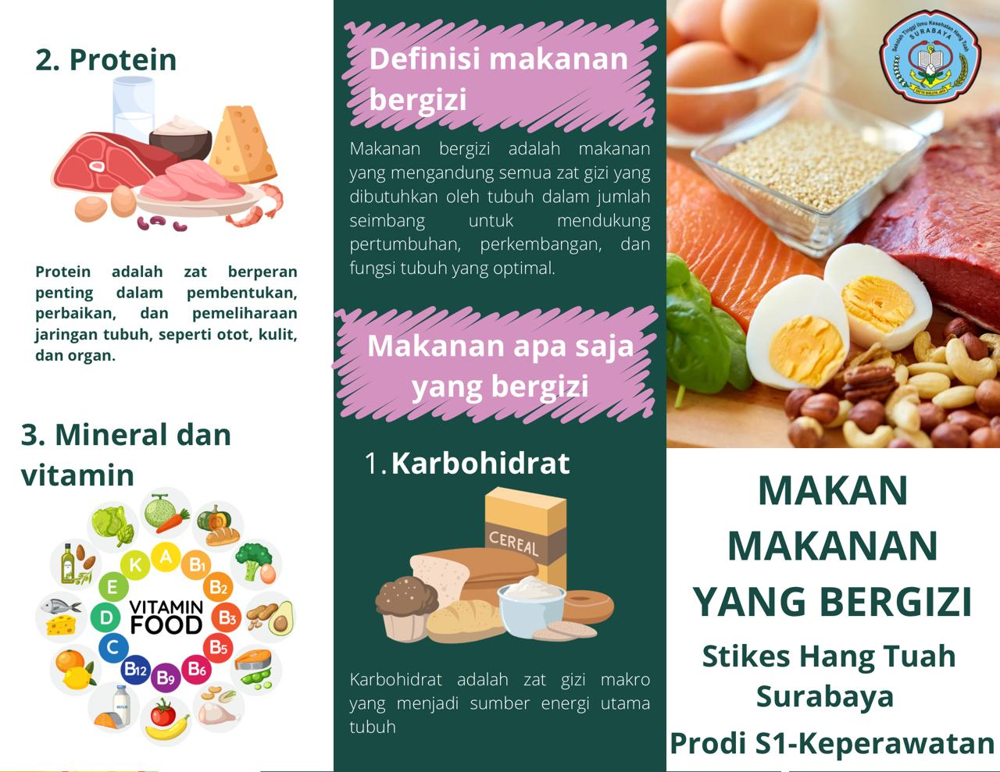 2. Protein
Protein adalah zat berperan
penting dalam pembentukan,
perbaikan, dan pemeliharaan
jaringan tubuh, seperti otot, kulit,
dan organ.
3. Mineral dan
vitamin
A
B1
B2
B3
B5
B6
B9
B12
C
D
E
K
VITAMIN
FOOD
MILK
Definisi makanan
bergizi
Makanan bergizi adalah makanan
yang mengandung semua zat gizi yang
dibutuhkan oleh tubuh dalam jumlah
seimbang untuk mendukung
pertumbuhan, perkembangan, dan
fungsi tubuh yang optimal.
Makanan apa saja
yang bergizi
1. Karbohidrat
CEREAL
Karbohidrat adalah zat gizi makro
yang menjadi sumber energi utama
tubuh
Sekolah Tinggi Ilmu Kesehatan Hang Tuah
SURABAYA
MAKAN
MAKANAN
YANG BERGIZI
Stikes Hang Tuah
Surabaya
Prodi S1-Keperawatan